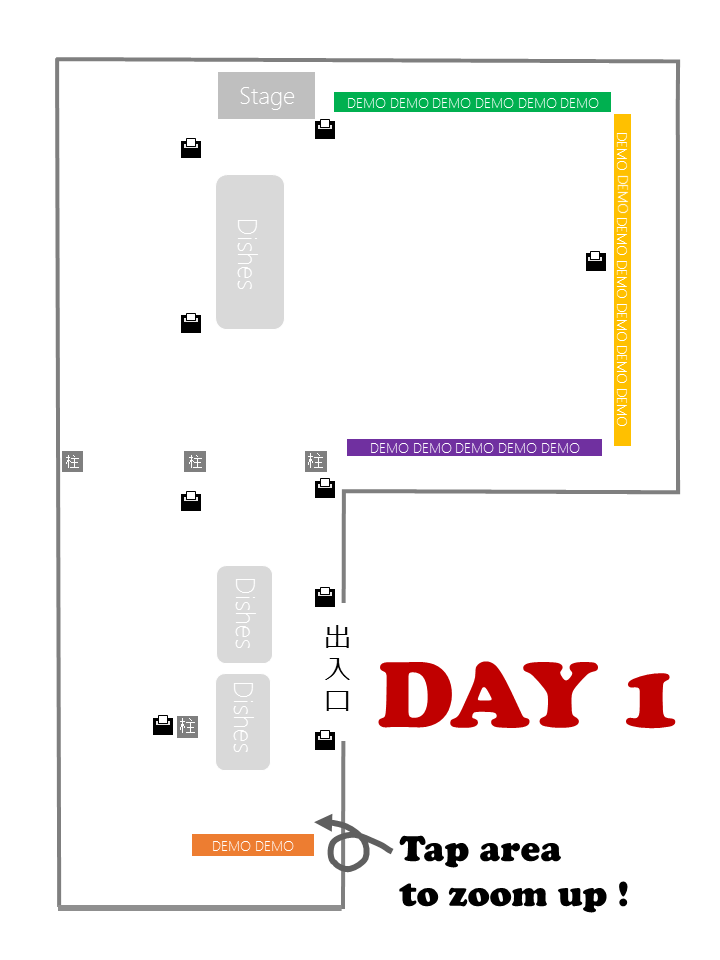 Stage
DEMO DEMO DEMO DEMO DEMO DEMO
DEMO DEMO DEMO DEMO DEMO DEMO DEMO
Dishes
DEMO DEMO DEMO DEMO DEMO
柱
柱
柱
Dishes
出
入
口
DAY 1
Dishes
柱
DEMO DEMO
Tap area
to zoom up !